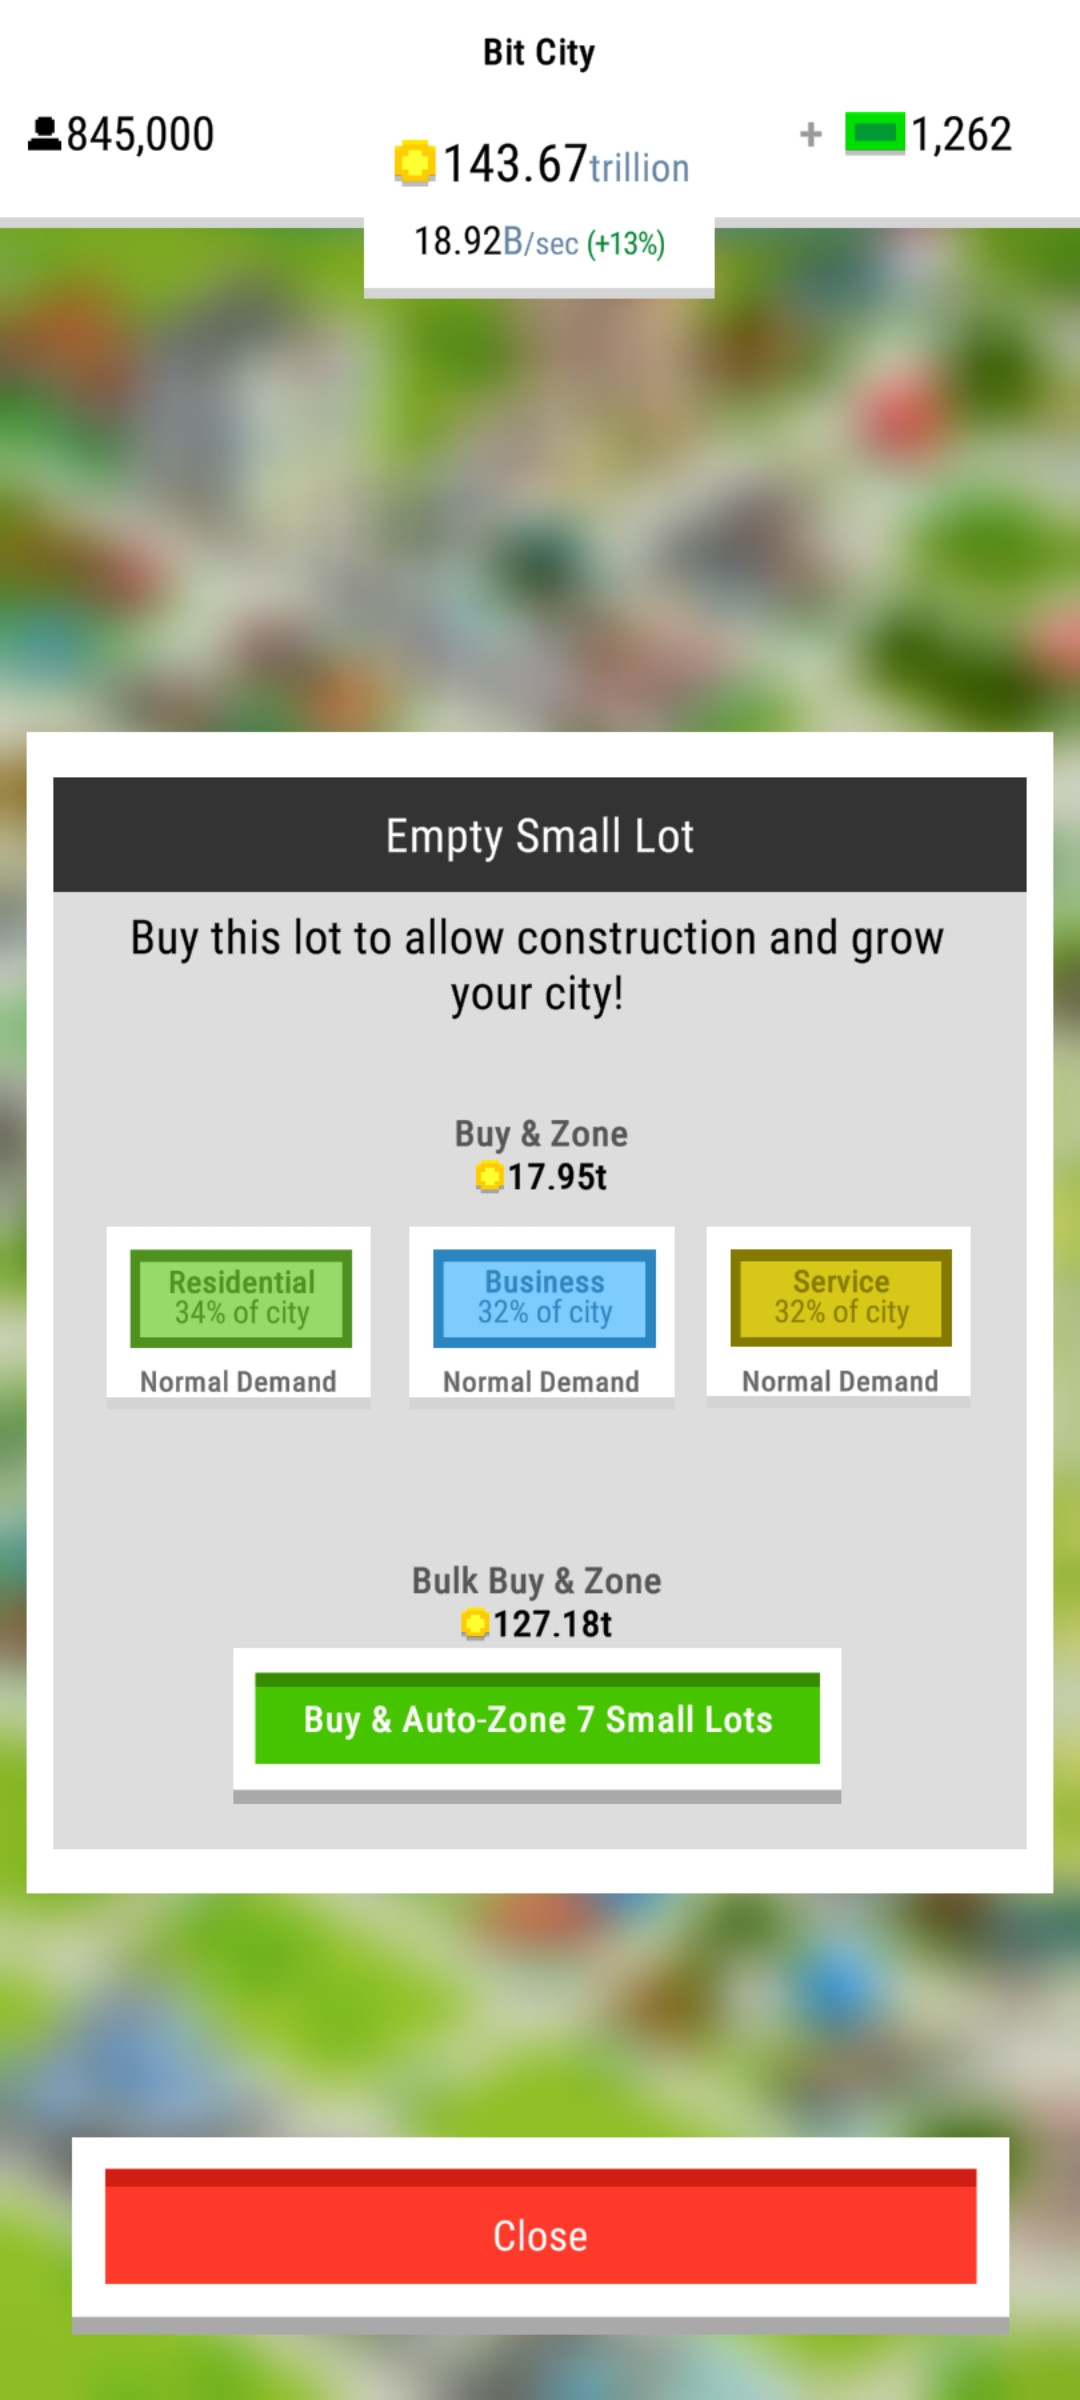 Bit City
845,000
143.67trillion
+ 1,262
18.92B/sec (+13%)
Empty Small Lot
Buy this lot to allow construction and grow
your city!
Buy & Zone
17.95t
Residential
34% of city
Normal Demand
Business
32% of city
Normal Demand
Service
32% of city
Normal Demand
Bulk Buy & Zone
127.18t
Buy & Auto-Zone 7 Small Lots
Close